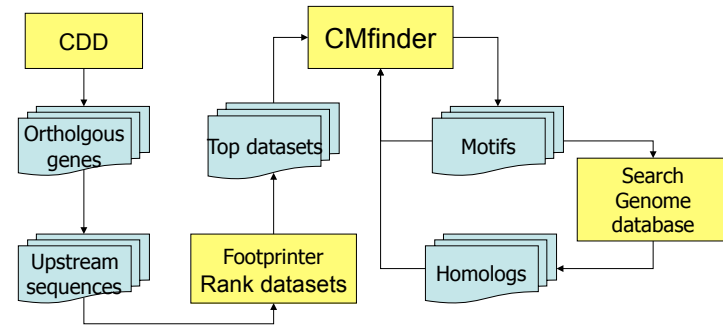 CDD
Ortholgous
genes
Upstream
sequences
Footprinter
Rank datasets
Top datasets
CMfinder
Motifs
Search
Genome
database
Homologs